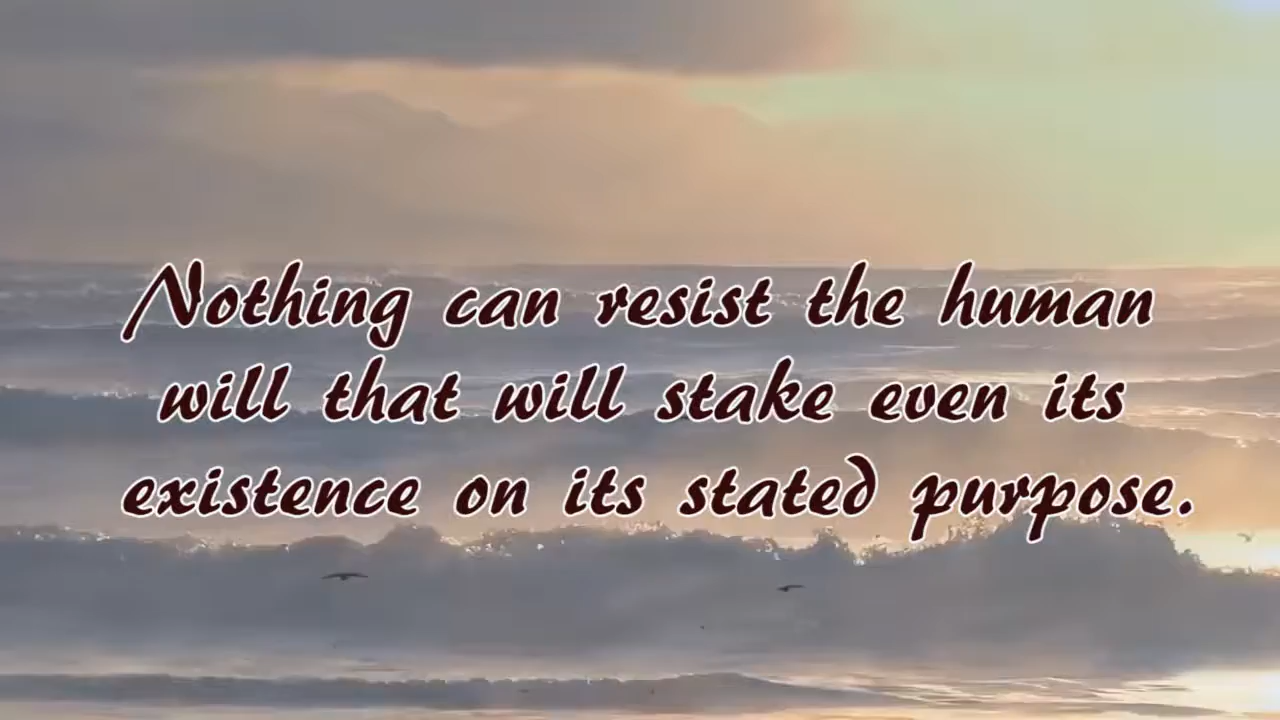 Nothing can resist the human
will that will stake even its
existence on its stated purpose.